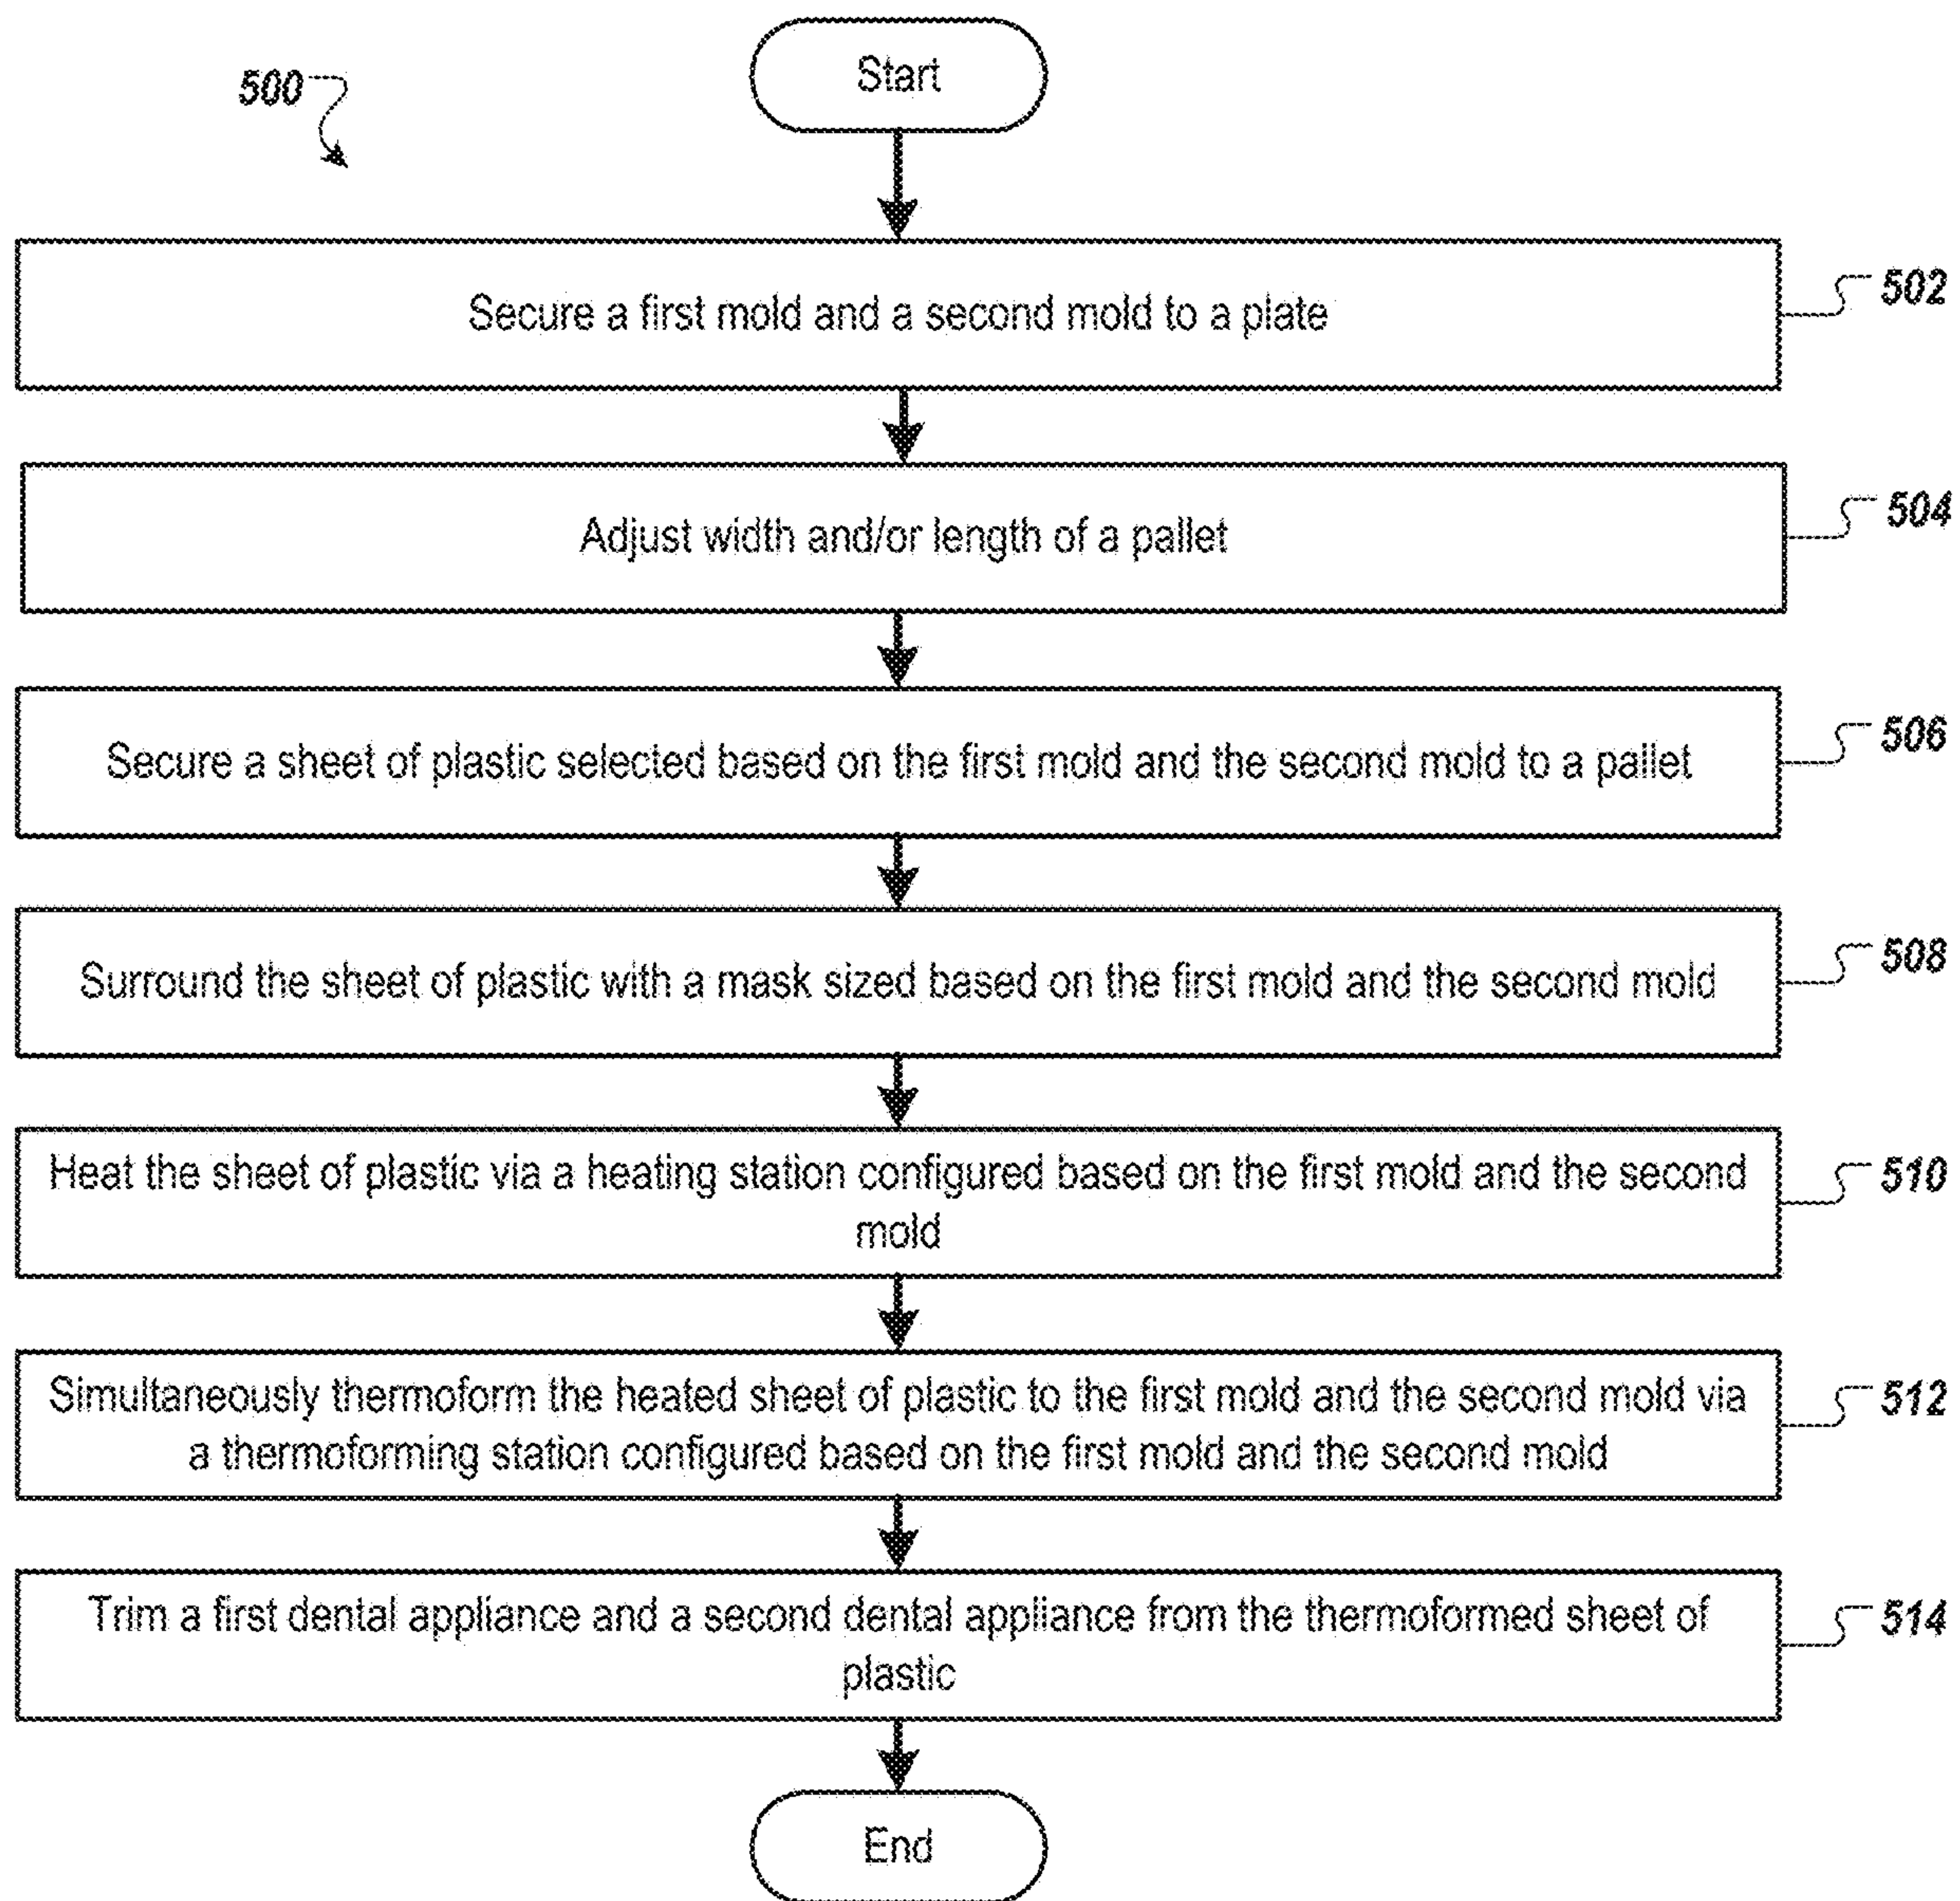 Start
500
Secure a first mold and a second mold to a plate
502
Adjust width and/or length of a pallet
504
Secure a sheet of plastic selected based on the first mold and the second mold to a pallet
506
Surround the sheet of plastic with a mask sized based on the first mold and the second mold
508
Heat the sheet of plastic via a heating station configured based on the first mold and the second
mold
510
Simultaneously thermoform the heated sheet of plastic to the first mold and the second mold via
a thermoforming station configured based on the first mold and the second mold
512
Trim a first dental appliance and a second dental appliance from the thermoformed sheet of
plastic
514
End